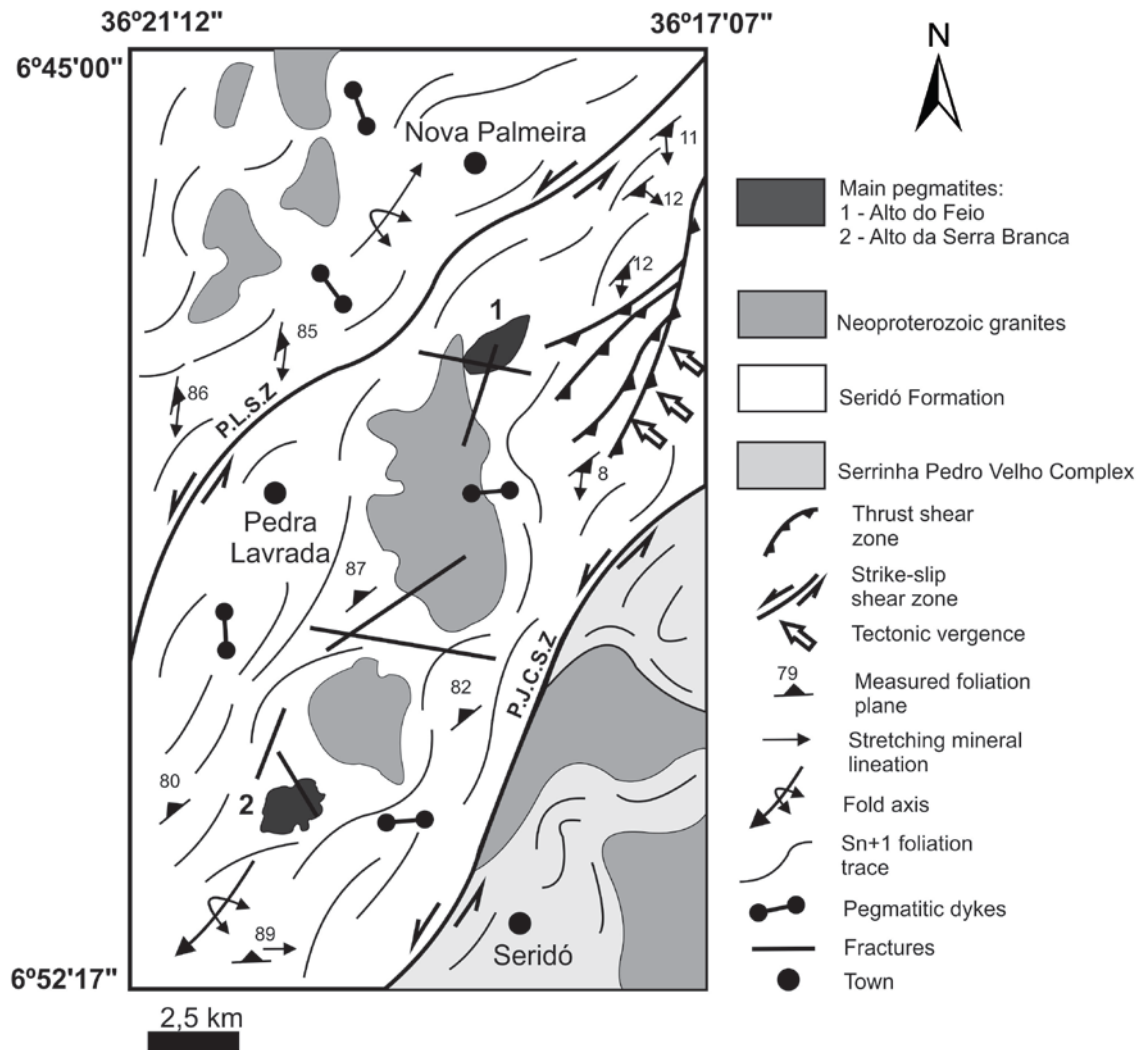 36º21'12"
36º17'07"
6º45'00"
N
Nova Palmeira
11
12
12
1
85
86
P.L.S.Z
8
Pedra
Lavrada
87
P.J.C.S.Z
82
80
2
89
Seridó
6º52'17"
2,5 km
Main pegmatites:
1 - Alto do Feio
2 - Alto da Serra Branca
Neoproterozoic granites
Seridó Formation
Serrinha Pedro Velho Complex
Thrust shear
zone
Strike-slip
shear zone
Tectonic vergence
79
Measured foliation
plane
Stretching mineral
lineation
Fold axis
Sn+1 foliation
trace
Pegmatitic dykes
Fractures
Town